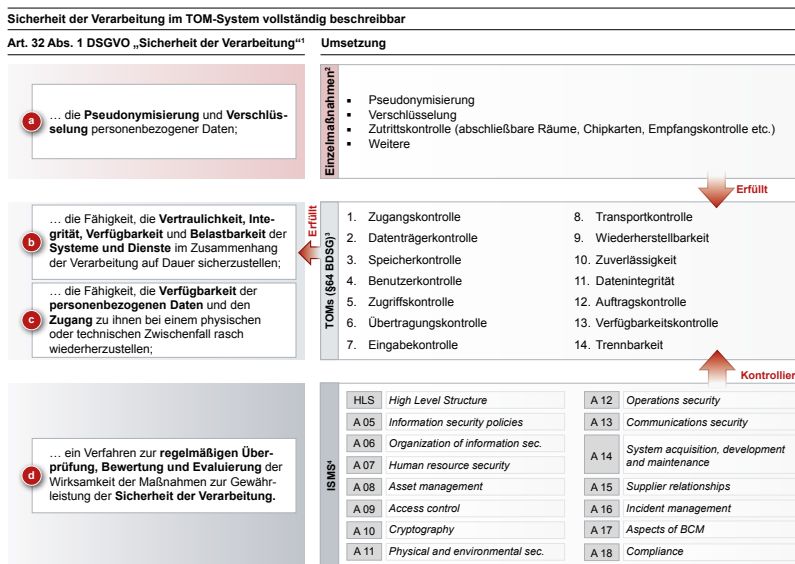 Sicherheit der Verarbeitung im TOM-System vollständig beschreibbar
Art. 32 Abs. 1 DSGVO „Sicherheit der Verarbeitung“¹
Umsetzung
a
… die Pseudonymisierung und Verschlüs-
selung personenbezogener Daten;
Einzelmaßnahmen²
▪ Pseudonymisierung
▪ Verschlüsselung
▪ Zutrittskontrolle (abschließbare Räume, Chipkarten, Empfangskontrolle etc.)
▪ Weitere
Erfüllt
b
… die Fähigkeit, die Vertraulichkeit, Inte-
grität, Verfügbarkeit und Belastbarkeit der
Systeme und Dienste im Zusammenhang
der Verarbeitung auf Dauer sicherzustellen;
c
… die Fähigkeit, die Verfügbarkeit der
personenbezogenen Daten und den
Zugang zu ihnen bei einem physischen
oder technischen Zwischenfall rasch
wiederherzustellen;
Erfüllt
TOMs (§64 BDSG)³
1. Zugangskontrolle
2. Datenträgerkontrolle
3. Speicherkontrolle
4. Benutzerkontrolle
5. Zugriffskontrolle
6. Übertragungskontrolle
7. Eingabekontrolle
8. Transportkontrolle
9. Wiederherstellbarkeit
10. Zuverlässigkeit
11. Datenintegrität
12. Auftragskontrolle
13. Verfügbarkeitskontrolle
14. Trennbarkeit
Kontrollier
d
… ein Verfahren zur regelmäßigen Über-
prüfung, Bewertung und Evaluierung der
Wirksamkeit der Maßnahmen zur Gewähr-
leistung der Sicherheit der Verarbeitung.
ISMS⁴
HLS High Level Structure
A 05 Information security policies
A 06 Organization of information sec.
A 07 Human resource security
A 08 Asset management
A 09 Access control
A 10 Cryptography
A 11 Physical and environmental sec.
A 12 Operations security
A 13 Communications security
A 14 System acquisition, development
and maintenance
A 15 Supplier relationships
A 16 Incident management
A 17 Aspects of BCM
A 18 Compliance